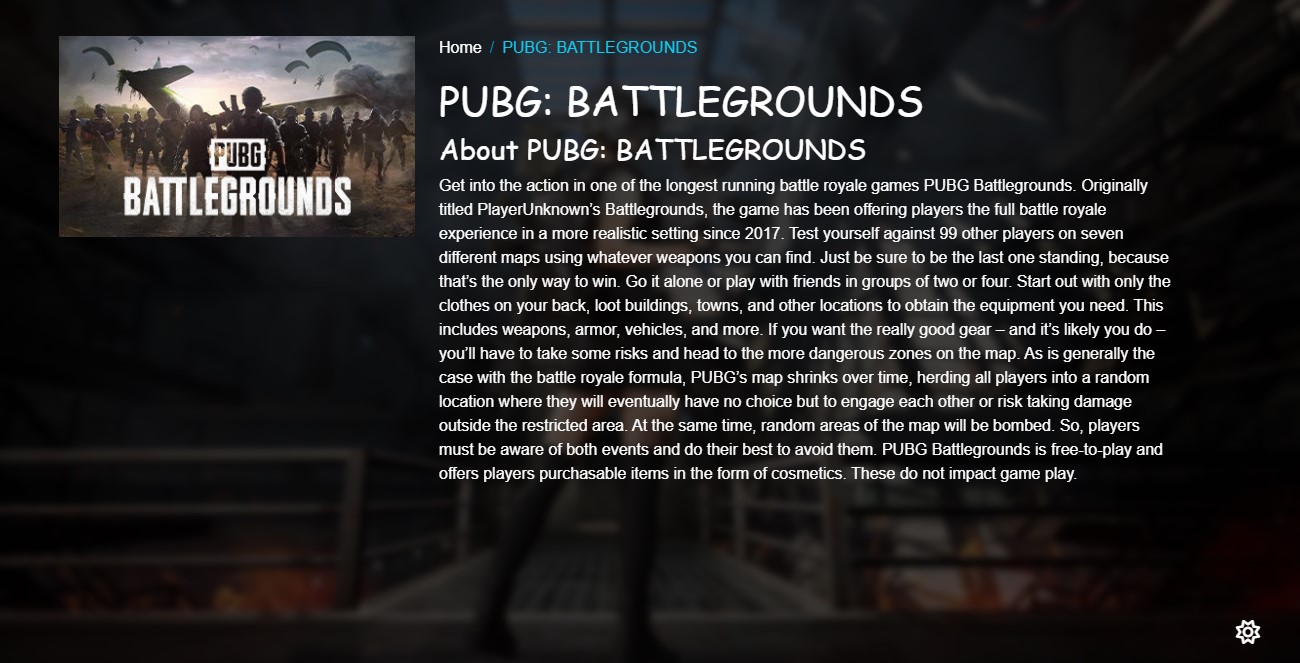 Home / PUBG: BATTLEGROUNDS
PUBG: BATTLEGROUNDS
About PUBG: BATTLEGROUNDS
Get into the action in one of the longest running battle royale games PUBG Battlegrounds. Originally
titled PlayerUnknown’s Battlegrounds, the game has been offering players the full battle royale
experience in a more realistic setting since 2017. Test yourself against 99 other players on seven
different maps using whatever weapons you can find. Just be sure to be the last one standing, because
that’s the only way to win. Go it alone or play with friends in groups of two or four. Start out with only the
clothes on your back, loot buildings, towns, and other locations to obtain the equipment you need. This
includes weapons, armor, vehicles, and more. If you want the really good gear – and it’s likely you do –
you’ll have to take some risks and head to the more dangerous zones on the map. As is generally the
case with the battle royale formula, PUBG’s map shrinks over time, herding all players into a random
location where they will eventually have no choice but to engage each other or risk taking damage
outside the restricted area. At the same time, random areas of the map will be bombed. So, players
must be aware of both events and do their best to avoid them. PUBG Battlegrounds is free-to-play and
offers players purchasable items in the form of cosmetics. These do not impact game play.
PUBG
BATTLEGROUNDS